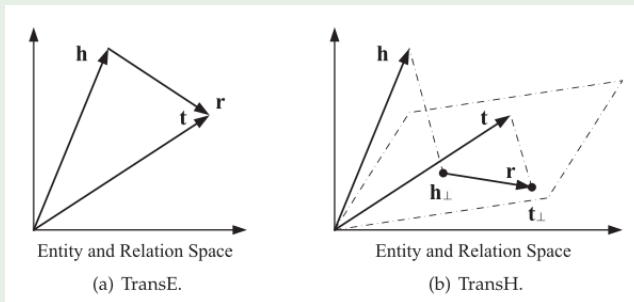 h
r
t
Entity and Relation Space
(a) TransE.
h
t
r
h⊥
t⊥
Entity and Relation Space
(b) TransH.